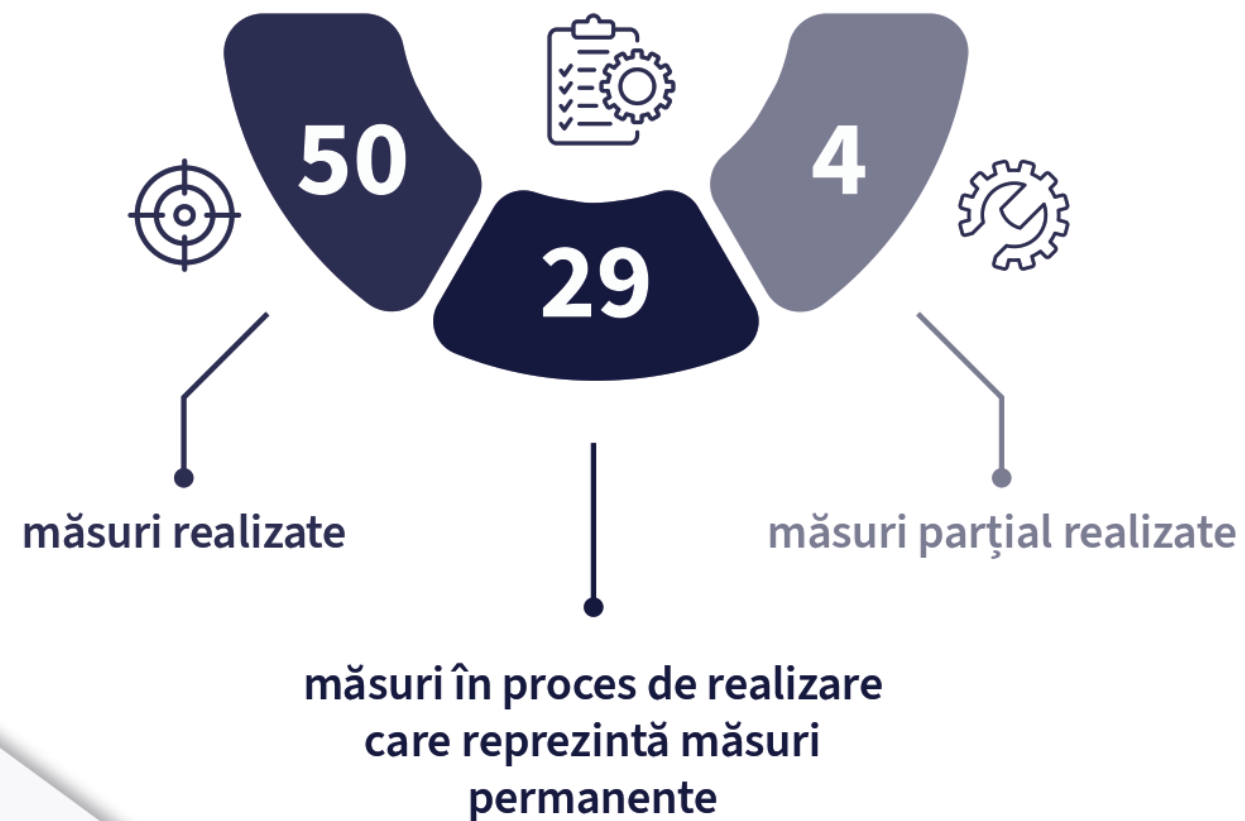 50
4
29
măsuri realizate
măsuri parțial realizate
măsuri în proces de realizare
care reprezintă măsuri
permanente